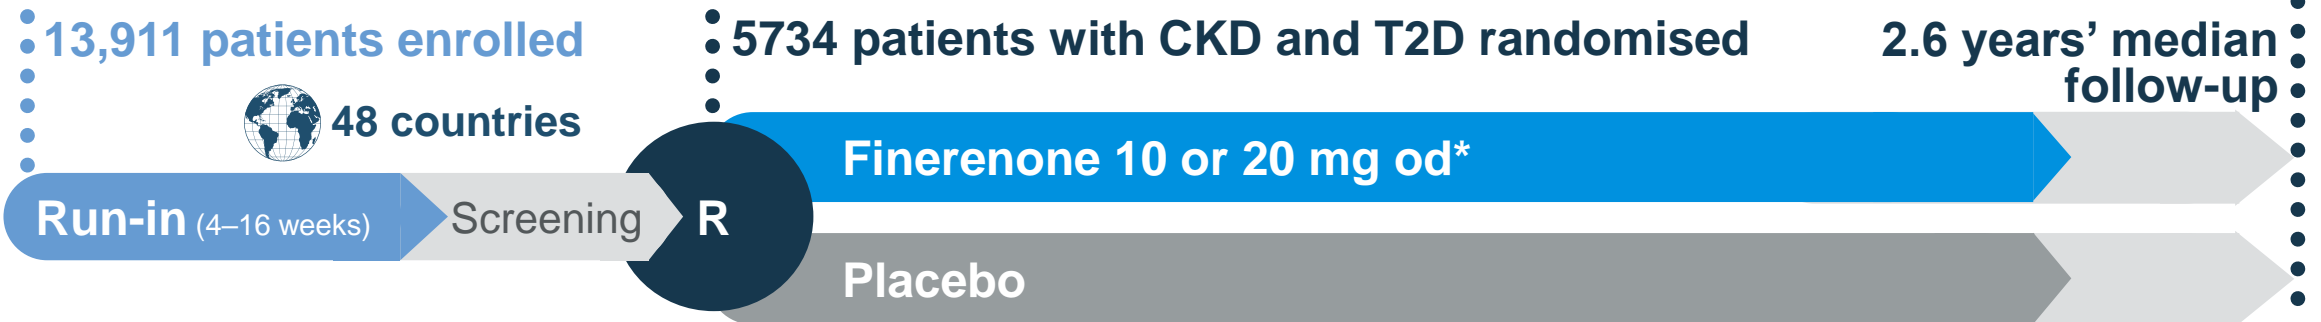 13,911 patients enrolled
48 countries
Run-in (4–16 weeks)
Screening
R
5734 patients with CKD and T2D randomised
2.6 years’ median
follow-up
Finerenone 10 or 20 mg od*
Placebo